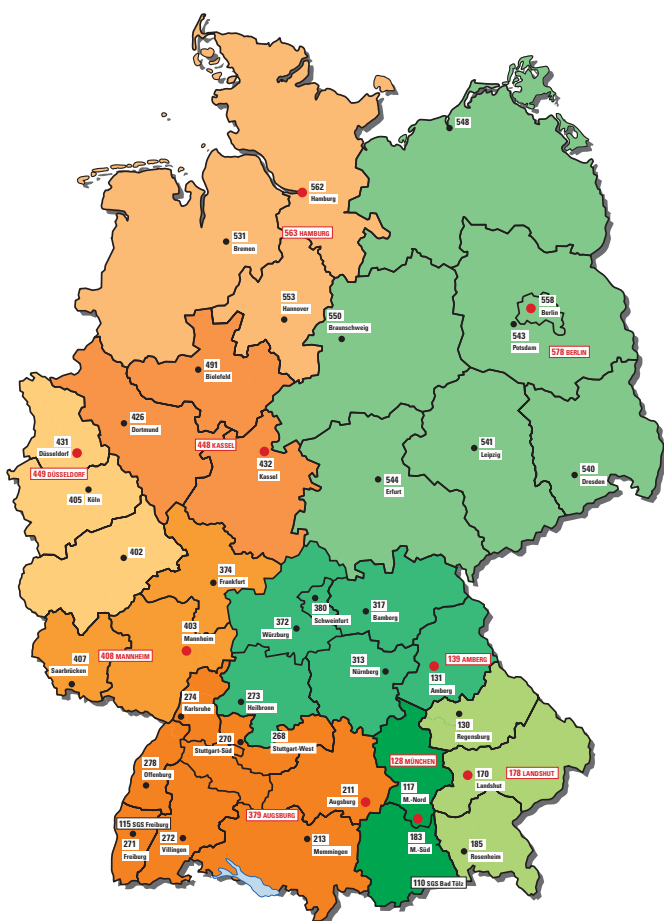 548
562
Hamburg
531
Bremen
563 HAMBURG
553
Hannover
550
Braunschweig
558
Berlin
543
Potsdam
578 BERLIN
491
Bielefeld
426
Dortmund
431
Düsseldorf
448 KASSEL
432
Kassel
541
Leipzig
449 DÜSSELDORF
405
Köln
544
Erfurt
540
Dresden
402
374
Frankfurt
380
Schweinfurt
317
Bamberg
372
Würzburg
403
Mannheim
408 MANNHEIM
407
Saarbrücken
313
Nürnberg
139 AMBERG
131
Amberg
274
Karlsruhe
273
Heilbronn
130
Regensburg
270
Stuttgart-Süd
268
Stuttgart-West
278
Offenburg
128 MÜNCHEN
170
Landshut
178 LANDSHUT
211
Augsburg
117
M.-Nord
379 AUGSBURG
115 SGS Freiburg
271
Freiburg
272
Villingen
213
Memmingen
183
M.-Süd
185
Rosenheim
110 SGS Bad Tölz